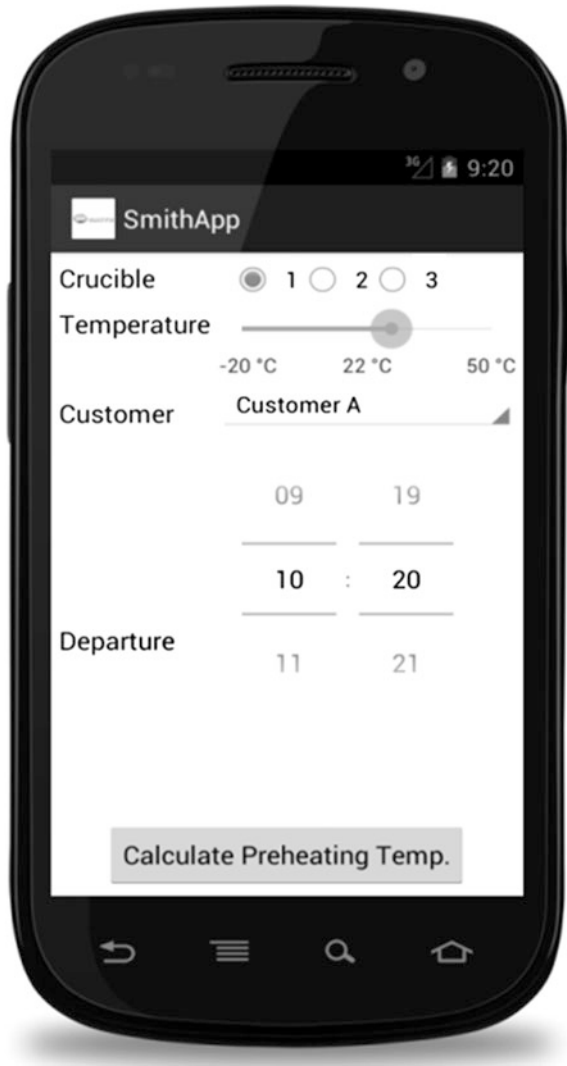 3G 9:20
SmithApp
Crucible 1 2 3
Temperature
-20 °C 22 °C 50 °C
Customer Customer A
09 19
10 : 20
Departure
11 21
Calculate Preheating Temp.